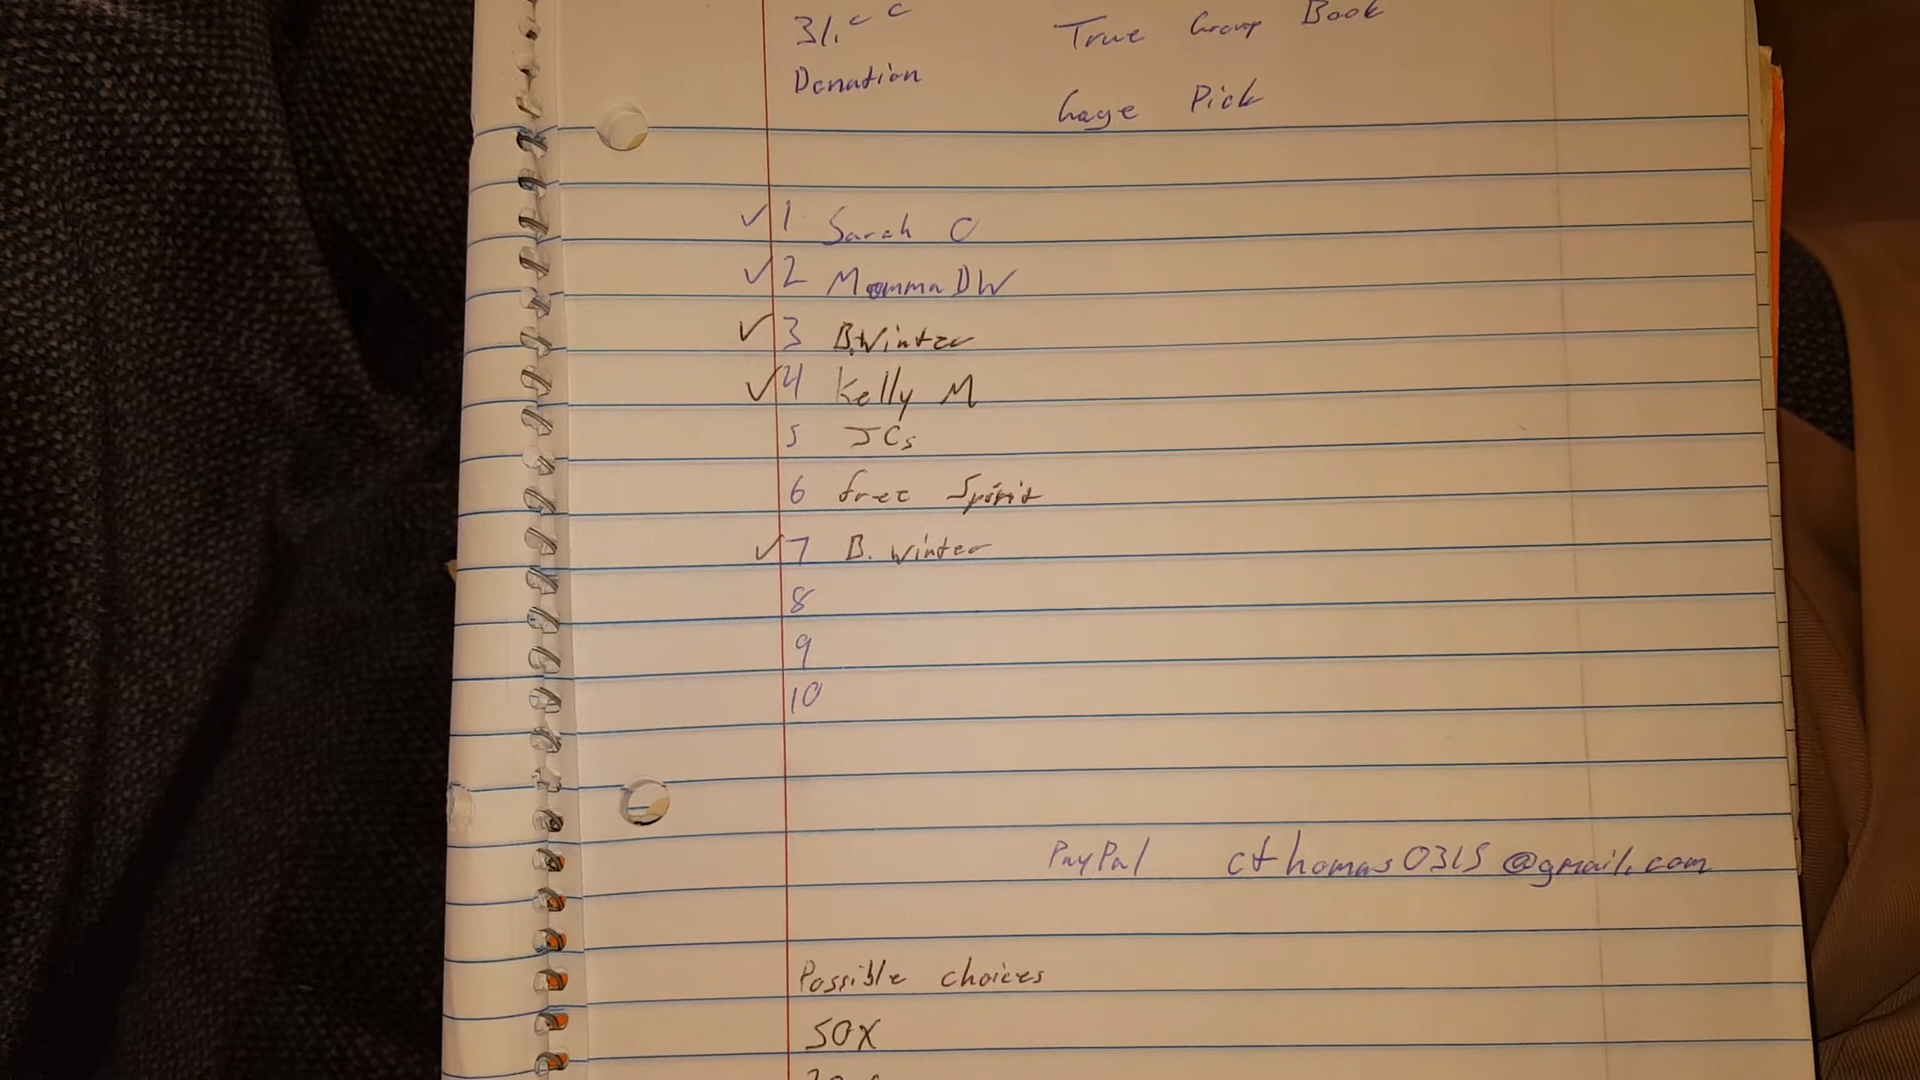 31.00 True Group Book
Donation
Gage Pick
✓ 1 Sarah O
✓ 2 MommaDW
✓ 3 B.Winter
✓ 4 Kelly M
5 JCs
6 free Spirit
✓ 7 B. Winter
8
9
10
PayPal cthomas0315@gmail.com
Possible choices
50X